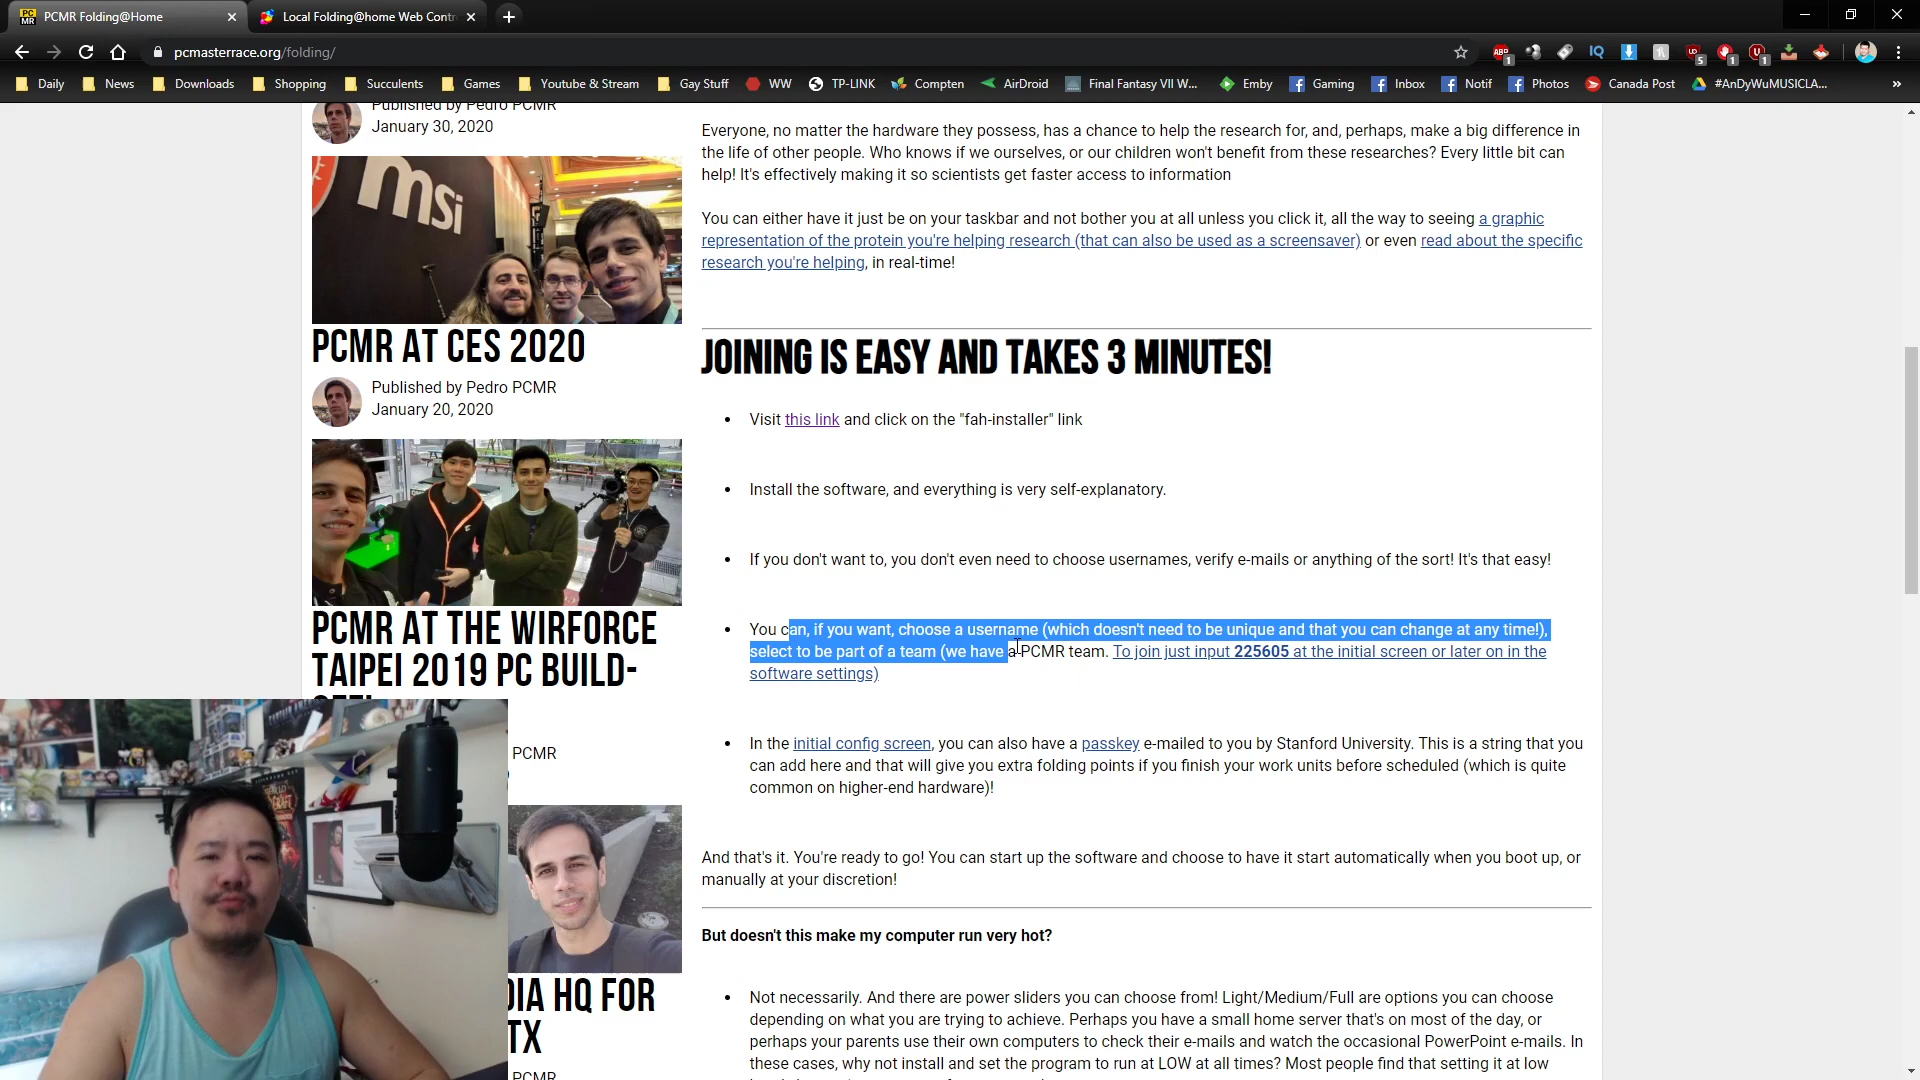 PCMR Folding@Home
Local Folding@home Web Contr
pcmasterrace.org/folding/
Daily News Downloads Shopping Succulents Games Youtube & Stream Gay Stuff WW TP-LINK Compten AirDroid Final Fantasy VII W... Emby Gaming Inbox Notif Photos Canada Post #AnDyWuMUSICLA... »
Published by Pedro PCMR
January 30, 2020
msi
PCMR AT CES 2020
Published by Pedro PCMR
January 20, 2020
PCMR AT THE WIRFORCE
TAIPEI 2019 PC BUILD-
PCMR
DIA HQ FOR
TX
PCMR
Everyone, no matter the hardware they possess, has a chance to help the research for, and, perhaps, make a big difference in
the life of other people. Who knows if we ourselves, or our children won't benefit from these researches? Every little bit can
help! It's effectively making it so scientists get faster access to information
You can either have it just be on your taskbar and not bother you at all unless you click it, all the way to seeing a graphic
representation of the protein you're helping research (that can also be used as a screensaver) or even read about the specific
research you're helping, in real-time!
JOINING IS EASY AND TAKES 3 MINUTES!
• Visit this link and click on the "fah-installer" link
• Install the software, and everything is very self-explanatory.
• If you don't want to, you don't even need to choose usernames, verify e-mails or anything of the sort! It's that easy!
• You can, if you want, choose a username (which doesn't need to be unique and that you can change at any time!),
select to be part of a team (we have a PCMR team. To join just input 225605 at the initial screen or later on in the
software settings)
• In the initial config screen, you can also have a passkey e-mailed to you by Stanford University. This is a string that you
can add here and that will give you extra folding points if you finish your work units before scheduled (which is quite
common on higher-end hardware)!
And that's it. You're ready to go! You can start up the software and choose to have it start automatically when you boot up, or
manually at your discretion!
But doesn't this make my computer run very hot?
• Not necessarily. And there are power sliders you can choose from! Light/Medium/Full are options you can choose
depending on what you are trying to achieve. Perhaps you have a small home server that's on most of the day, or
perhaps your parents use their own computers to check their e-mails and watch the occasional PowerPoint e-mails. In
these cases, why not install and set the program to run at LOW at all times? Most people find that setting it at low